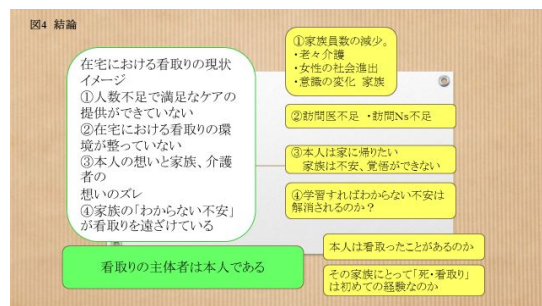 図4 結論
在宅における看取りの現状
イメージ
①人数不足で満足なケアの
提供ができていない
②在宅における看取りの環
境が整っていない
③本人の想いと家族、介護
者の
想いのズレ
④家族の「わからない不安」
が看取りを遠ざけている
看取りの主体者は本人である
①家族員数の減少。
・老々介護
・女性の社会進出
・意識の変化 家族
②訪問医不足 ・訪問Ns不足
③本人は家に帰りたい
家族は不安、覚悟ができない
④学習すればわからない不安は
解消されるのか？
本人は看取ったことがあるのか
その家族にとって「死・看取り」
は初めての経験なのか